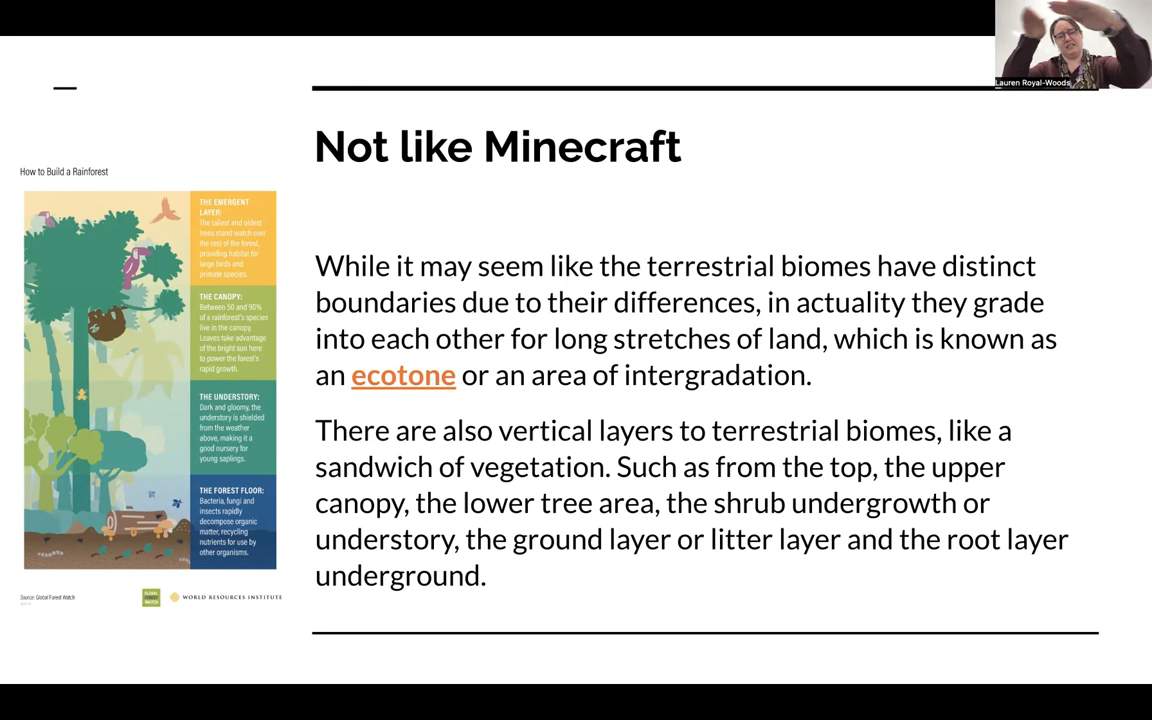 Lauren Royal-Woods
Not like Minecraft
How to Build a Rainforest
THE EMERGENT
LAYER:
The tallest and oldest
trees stand watch over
the rest of the forest,
providing habitat for
large birds and
primate species.
THE CANOPY:
Between 50 and 90%
of a rainforest's species
live in the canopy.
Leaves take advantage
of the bright sun here
to power the forest's
rapid growth.
THE UNDERSTORY:
Dark and gloomy, the
understory is shielded
from the weather
above, making it a
good nursery for
young saplings.
THE FOREST FLOOR:
Bacteria, fungi and
insects rapidly
decompose organic
matter, recycling
nutrients for use by
other organisms.
Source: Global Forest Watch
GLOBAL
FOREST
WATCH
WORLD RESOURCES INSTITUTE
While it may seem like the terrestrial biomes have distinct
boundaries due to their differences, in actuality they grade
into each other for long stretches of land, which is known as
an ecotone or an area of intergradation.
There are also vertical layers to terrestrial biomes, like a
sandwich of vegetation. Such as from the top, the upper
canopy, the lower tree area, the shrub undergrowth or
understory, the ground layer or litter layer and the root layer
underground.